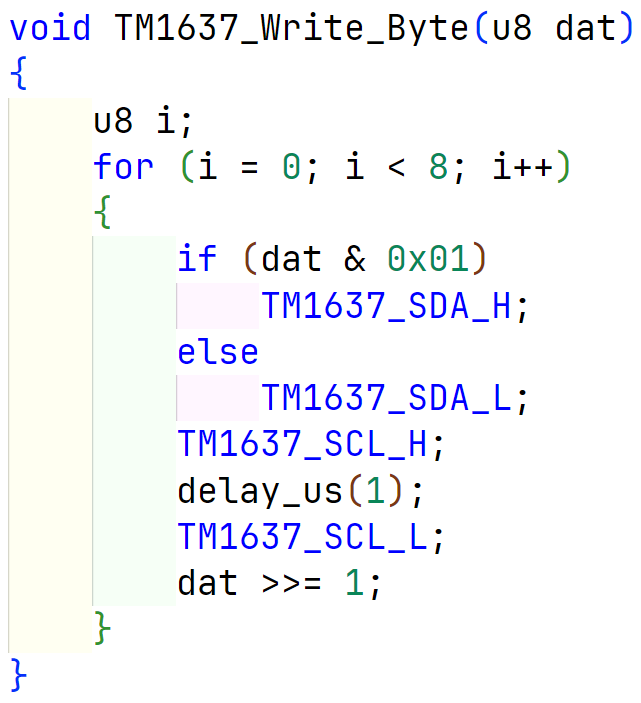 void TM1637_Write_Byte(u8 dat)
{
    u8 i;
    for (i = 0; i < 8; i++)
    {
        if (dat & 0x01)
            TM1637_SDA_H;
        else
            TM1637_SDA_L;
        TM1637_SCL_H;
        delay_us(1);
        TM1637_SCL_L;
        dat >>= 1;
    }
}